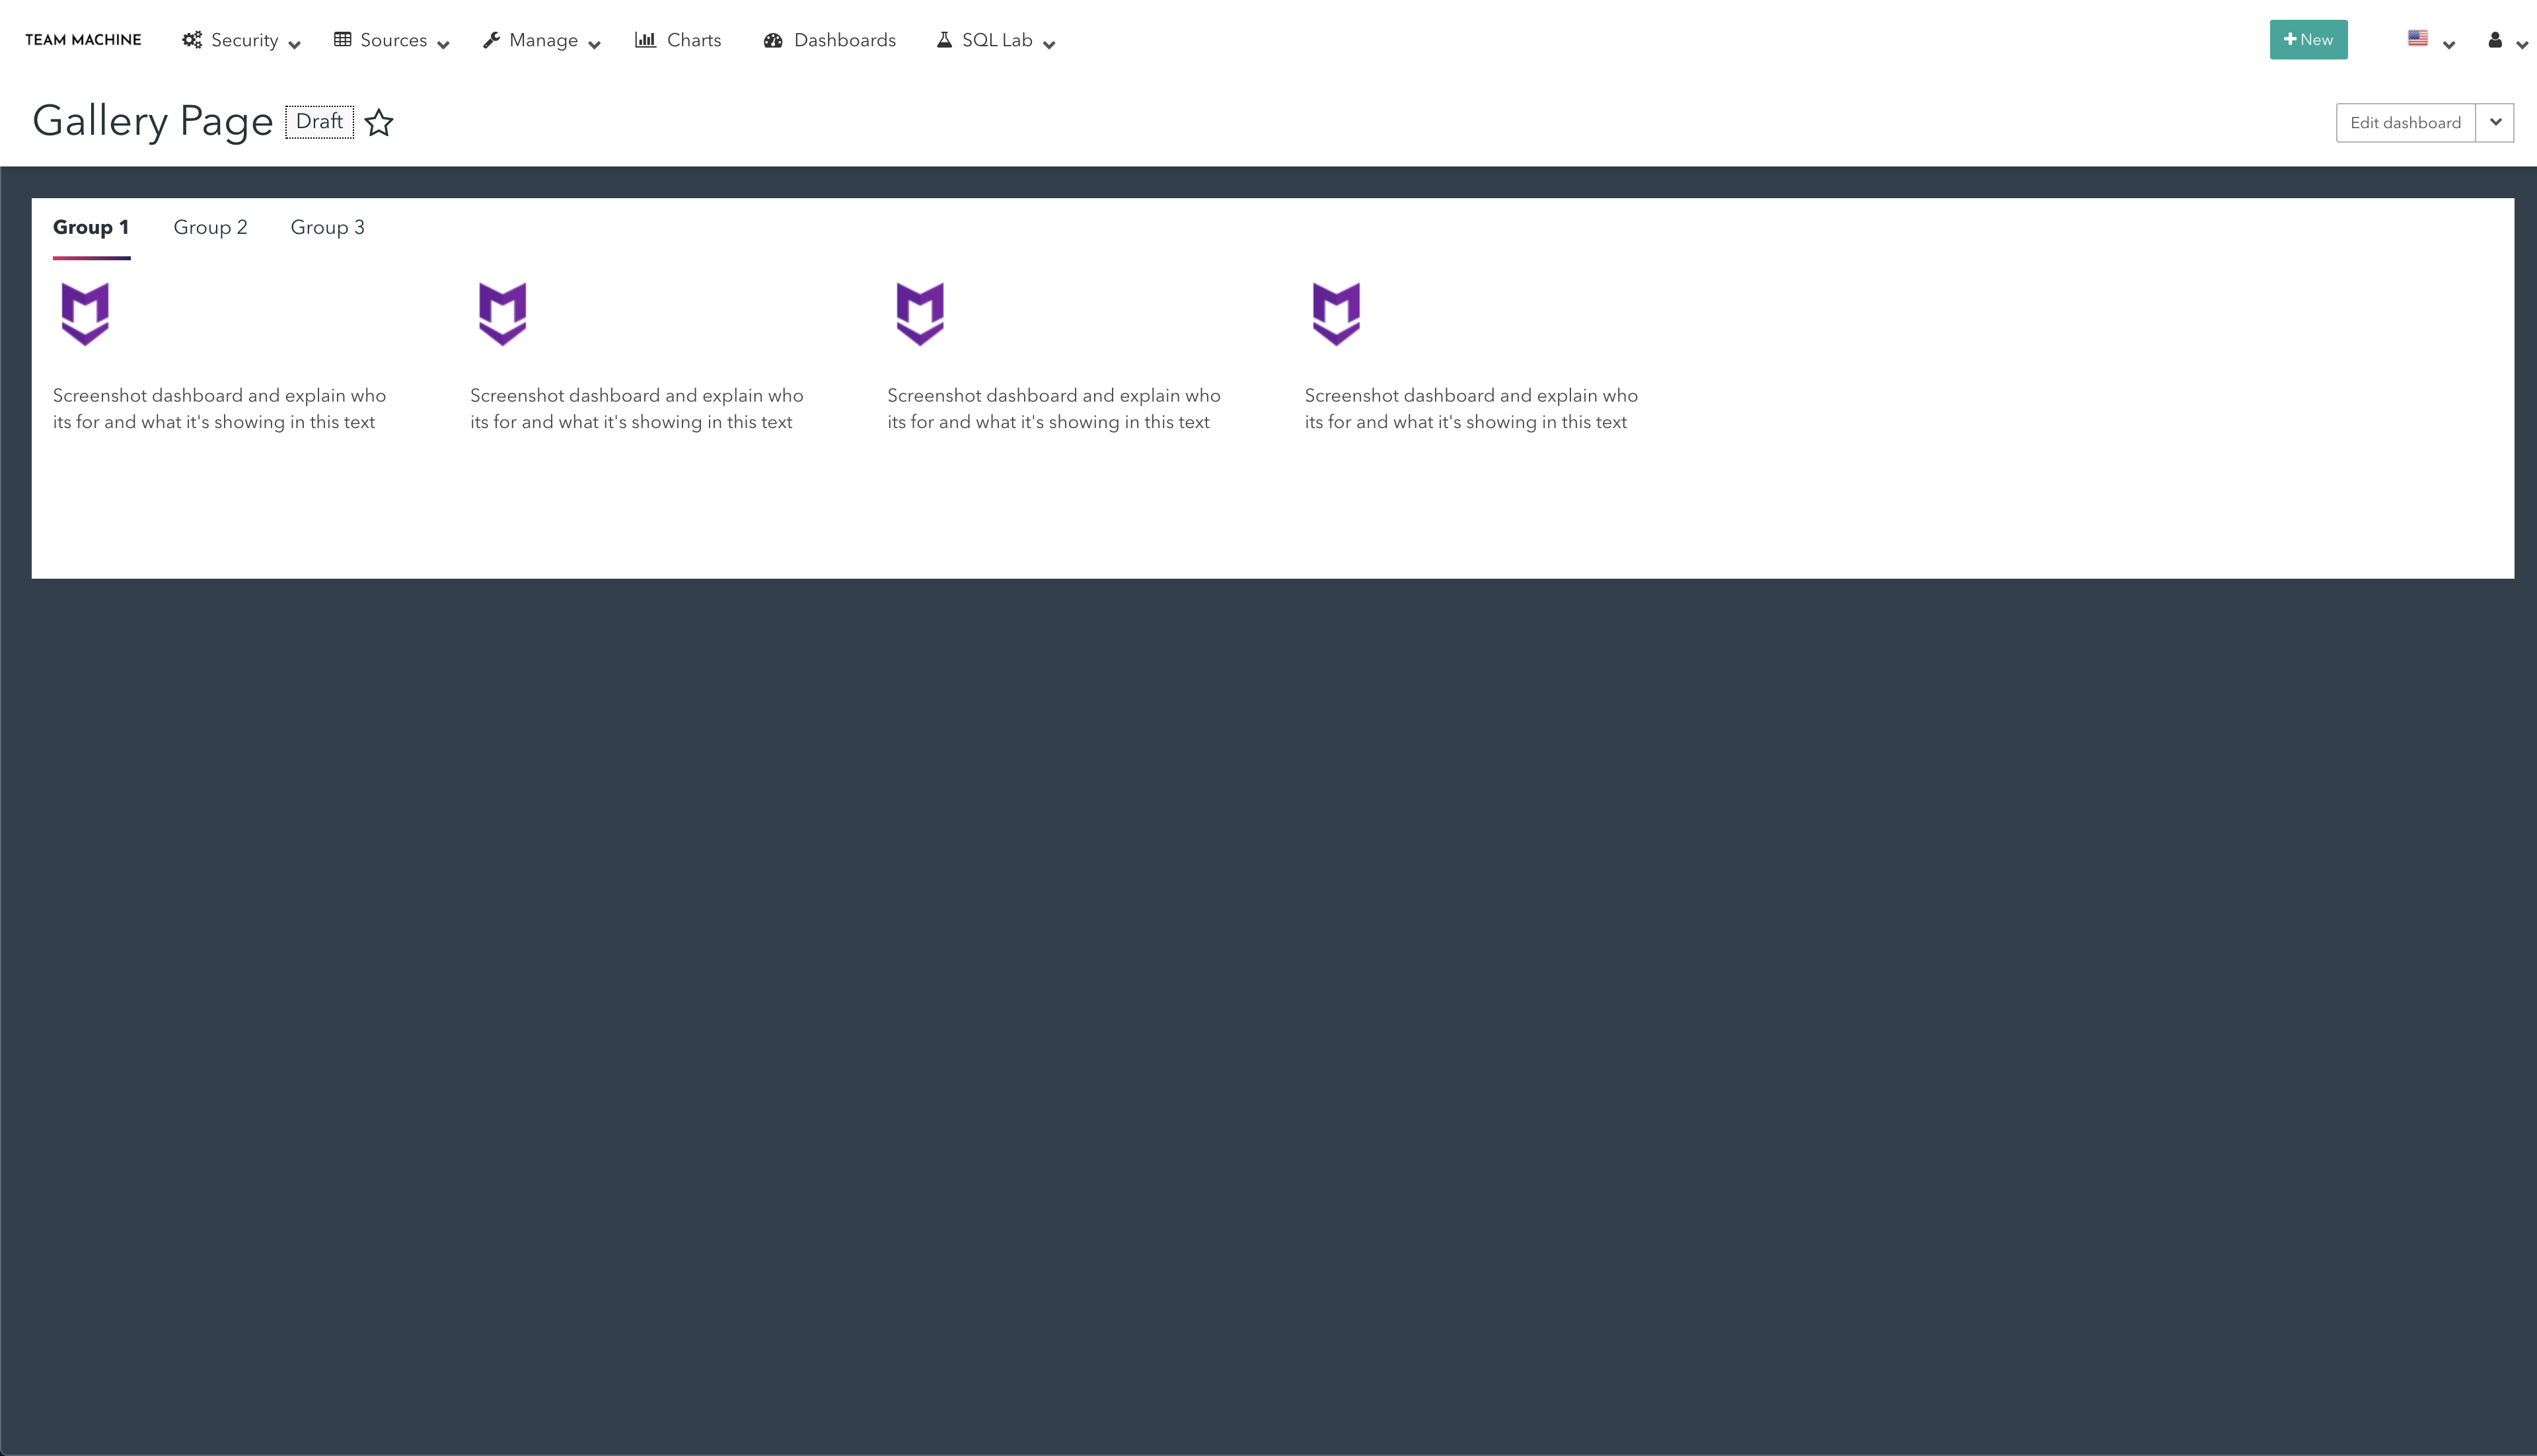 TEAM MACHINE Security Sources Manage Charts Dashboards SQL Lab New
Gallery Page Draft Edit dashboard
Group 1 Group 2 Group 3
Screenshot dashboard and explain who
its for and what it's showing in this text
Screenshot dashboard and explain who
its for and what it's showing in this text
Screenshot dashboard and explain who
its for and what it's showing in this text
Screenshot dashboard and explain who
its for and what it's showing in this text